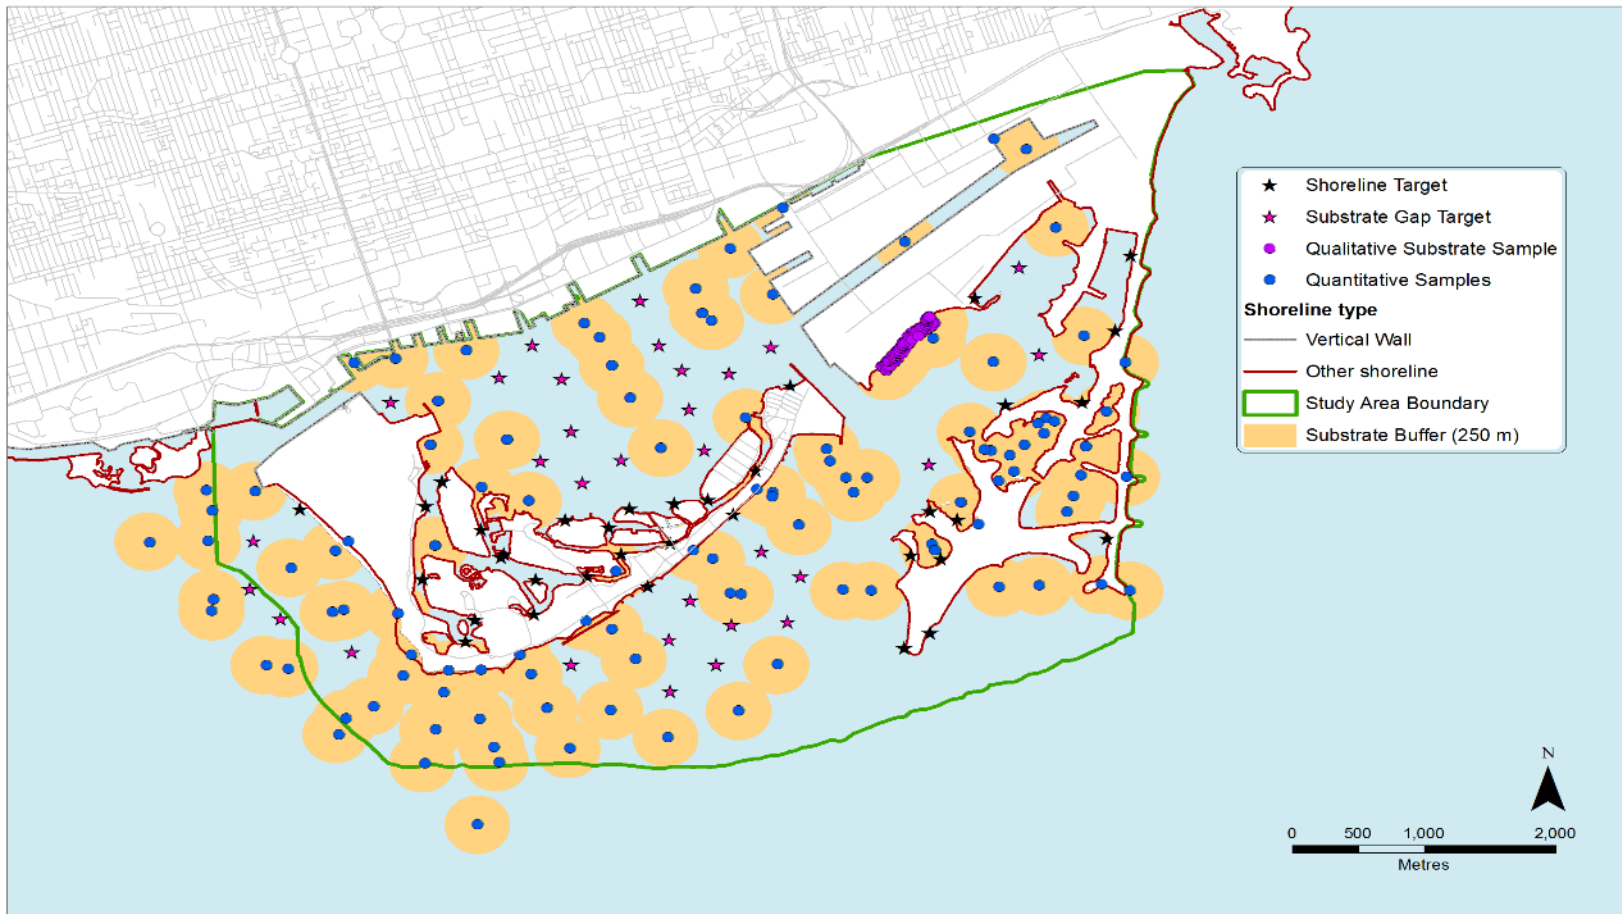 Shoreline Target
Substrate Gap Target
Qualitative Substrate Sample
Quantitative Samples
Shoreline type
Vertical Wall
Other shoreline
Study Area Boundary
Substrate Buffer (250 m)
N
0 500 1,000 2,000
Metres